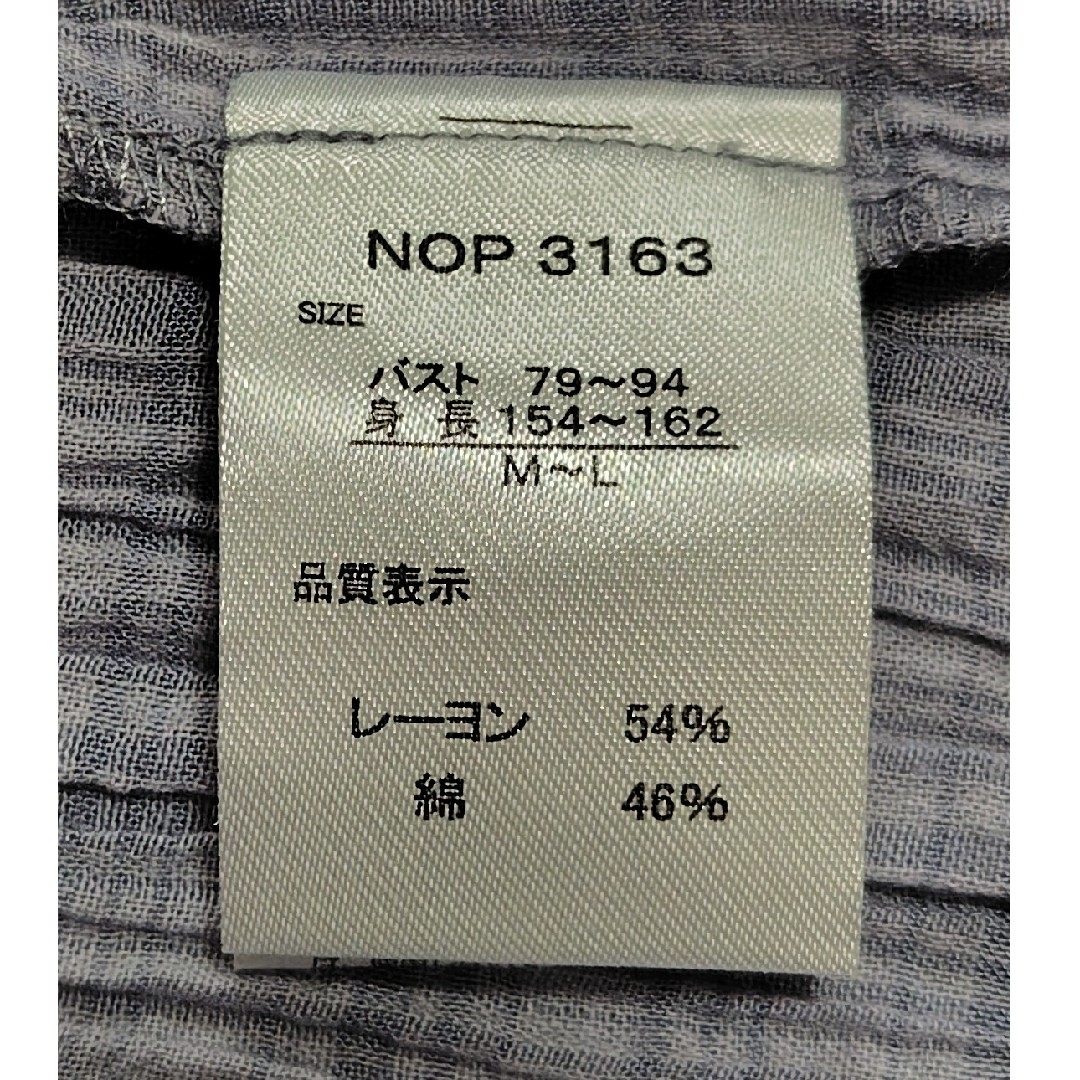 NOP 3163
SIZE
バスト 79～94
身 長 154～162
M～L
品質表示
レーヨン 54%
綿 46%